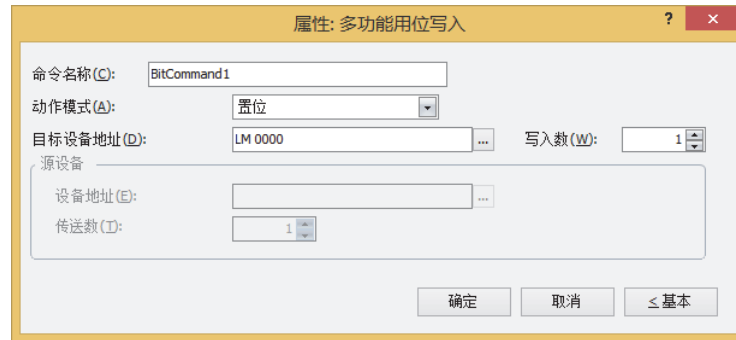 属性: 多功能用位写入
? ×
命令名称(C): BitCommand1
动作模式(A): 置位
目标设备地址(D): LM 0000 ... 写入数(W): 1
源设备
设备地址(E): ...
传送数(T): 1
确定 取消 <基本